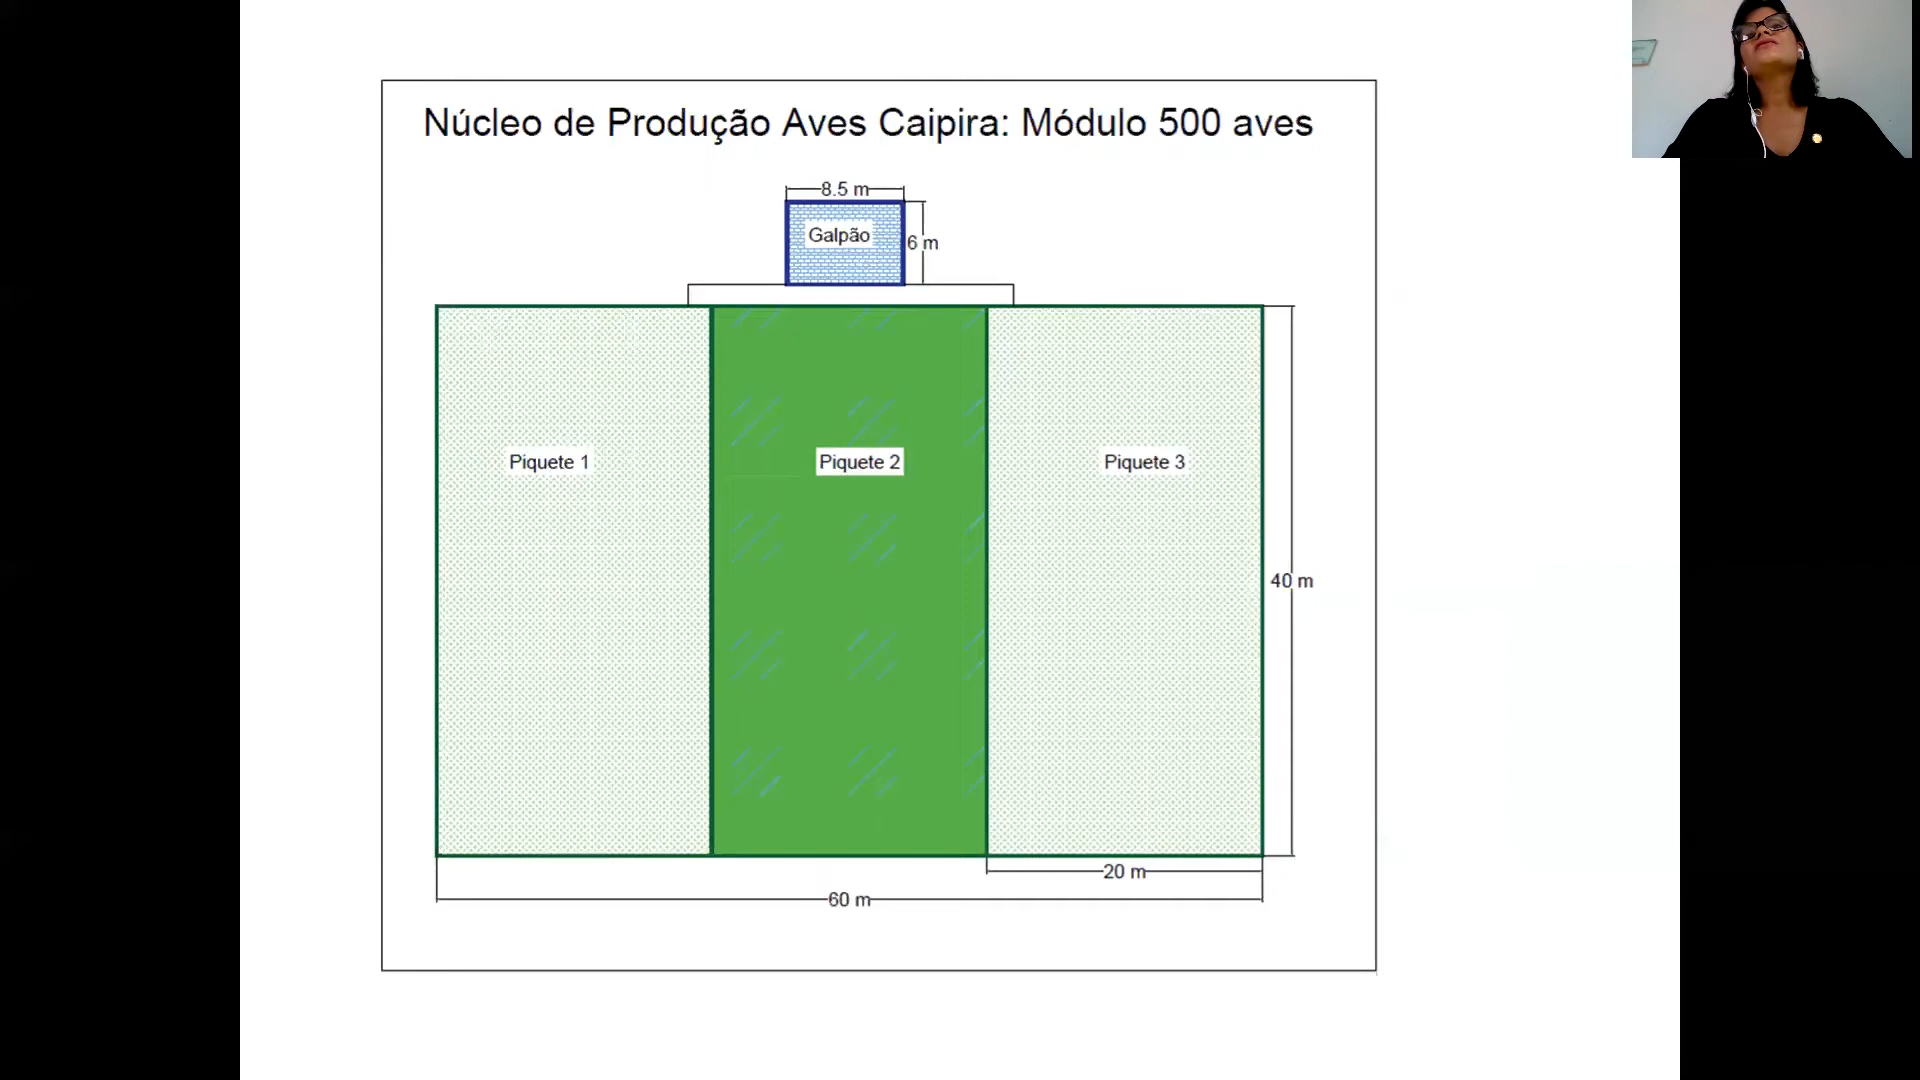 Núcleo de Produção Aves Caipira: Módulo 500 aves
8.5 m
Galpão
6 m
Piquete 1
Piquete 2
Piquete 3
40 m
20 m
60 m